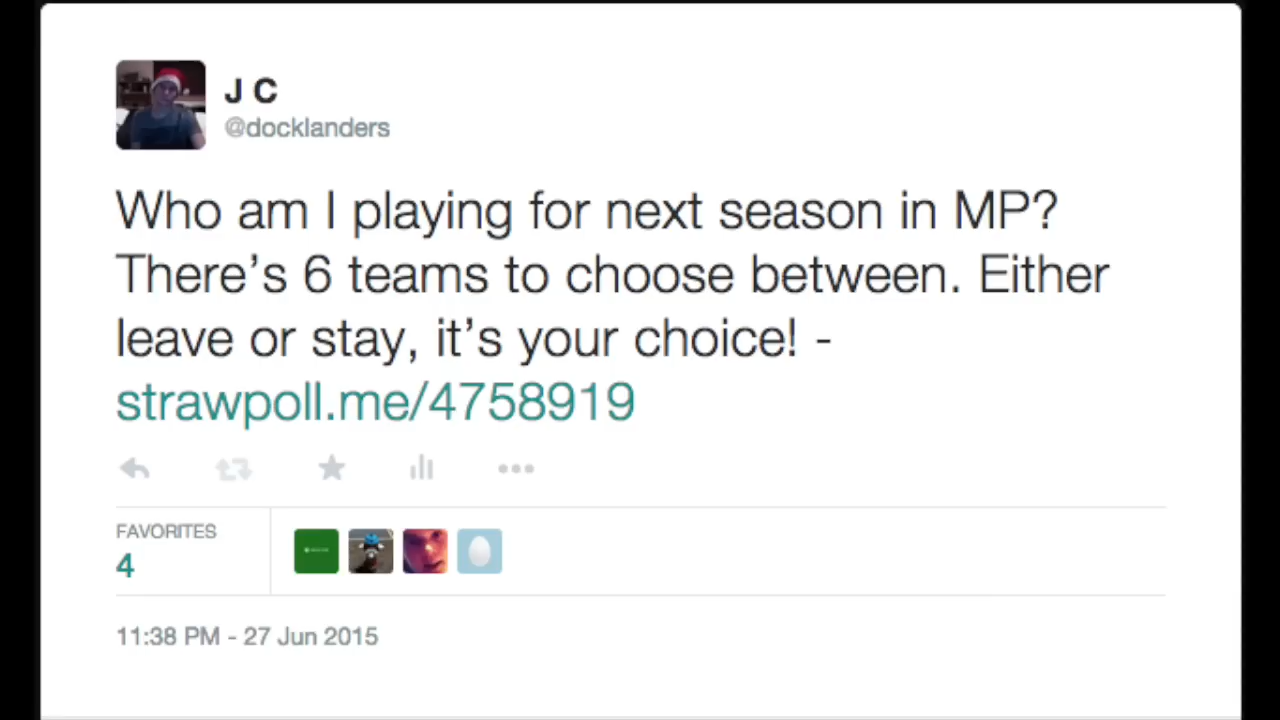 J C
@docklanders
Who am I playing for next season in MP?
There's 6 teams to choose between. Either
leave or stay, it's your choice! -
strawpoll.me/4758919
FAVORITES
4
11:38 PM - 27 Jun 2015